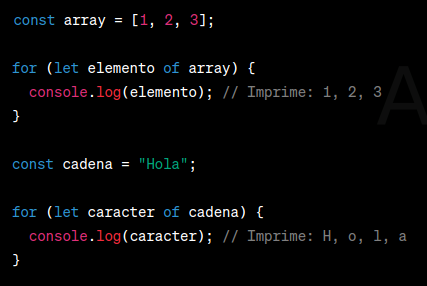 const array = [1, 2, 3];
for (let elemento of array) {
  console.log(elemento); // Imprime: 1, 2, 3
}
const cadena = "Hola";
for (let caracter of cadena) {
  console.log(caracter); // Imprime: H, o, l, a
}
A